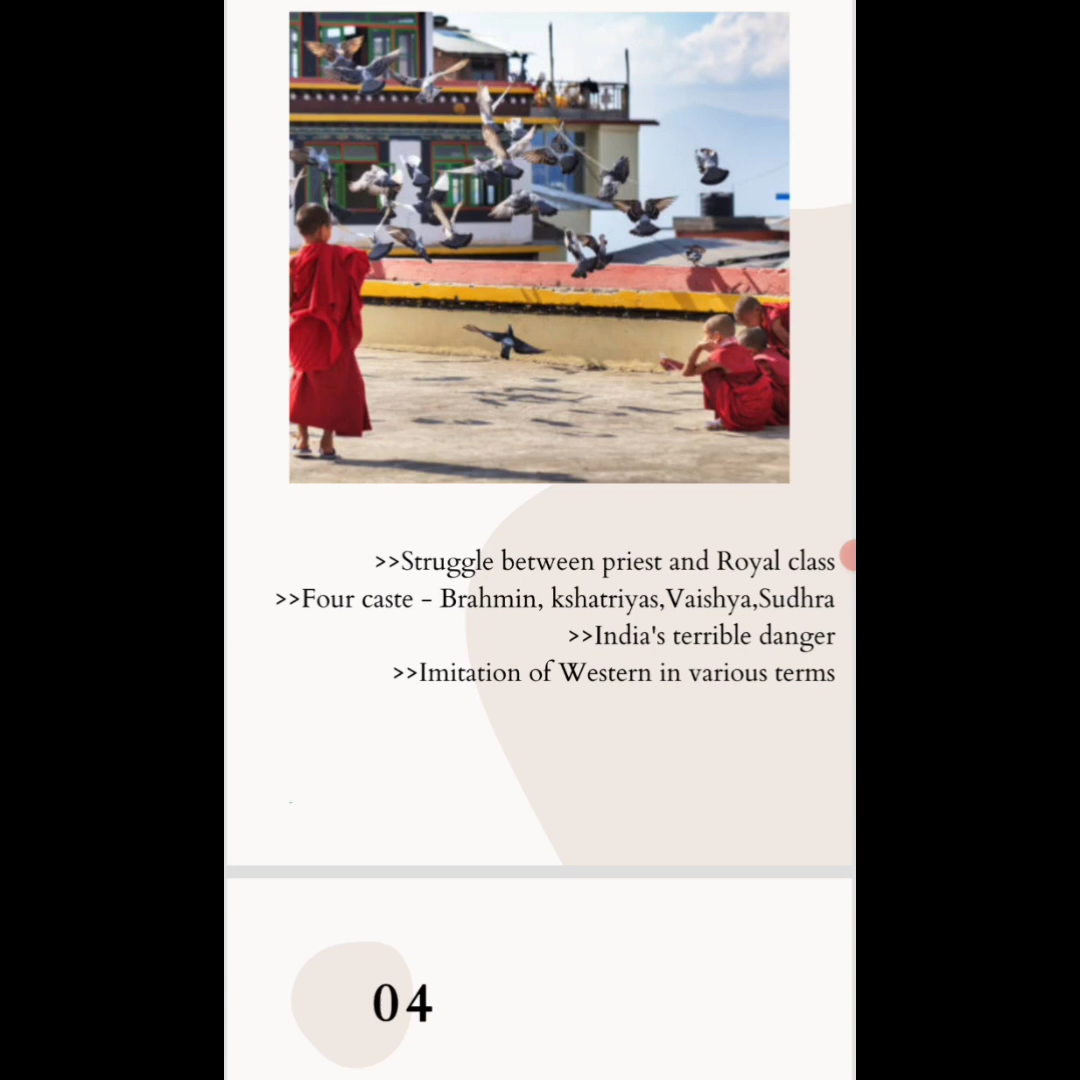 >>Struggle between priest and Royal class
>>Four caste - Brahmin, kshatriyas,Vaishya,Sudhra
>>India's terrible danger
>>Imitation of Western in various terms
04